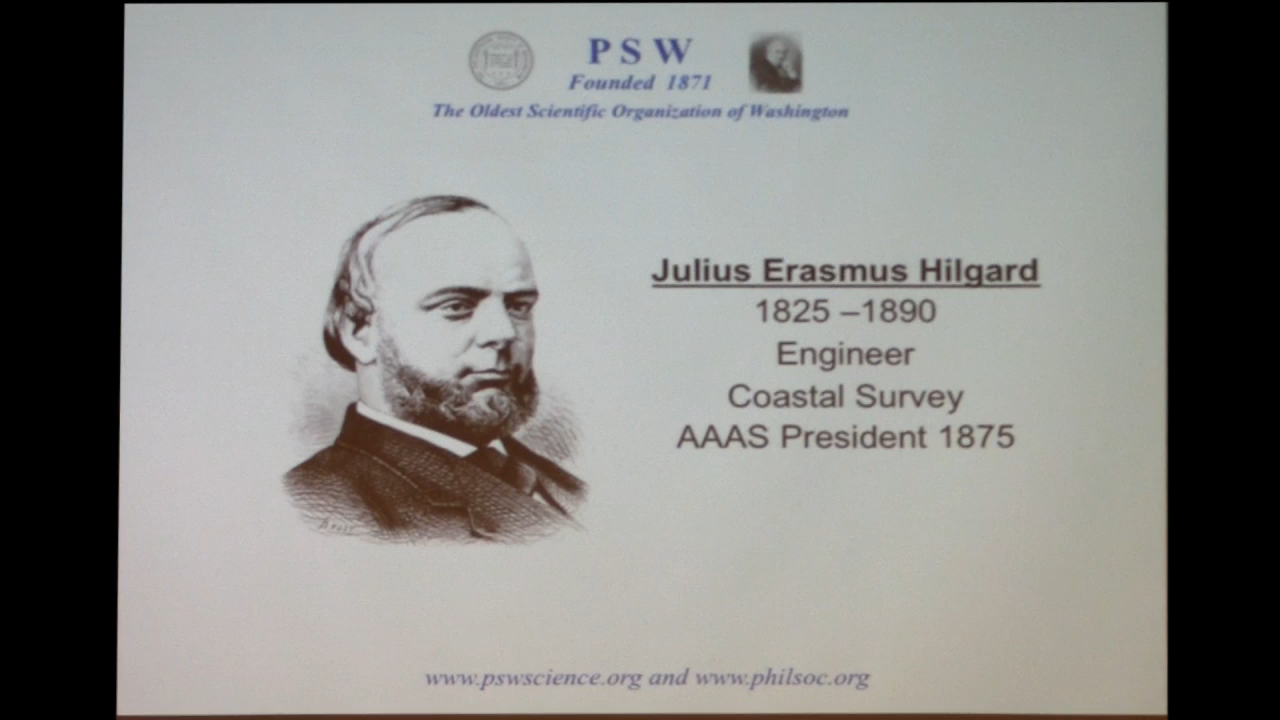 PSW
Founded 1871
The Oldest Scientific Organization of Washington
Julius Erasmus Hilgard
1825 –1890
Engineer
Coastal Survey
AAAS President 1875
www.pswscience.org and www.philsoc.org